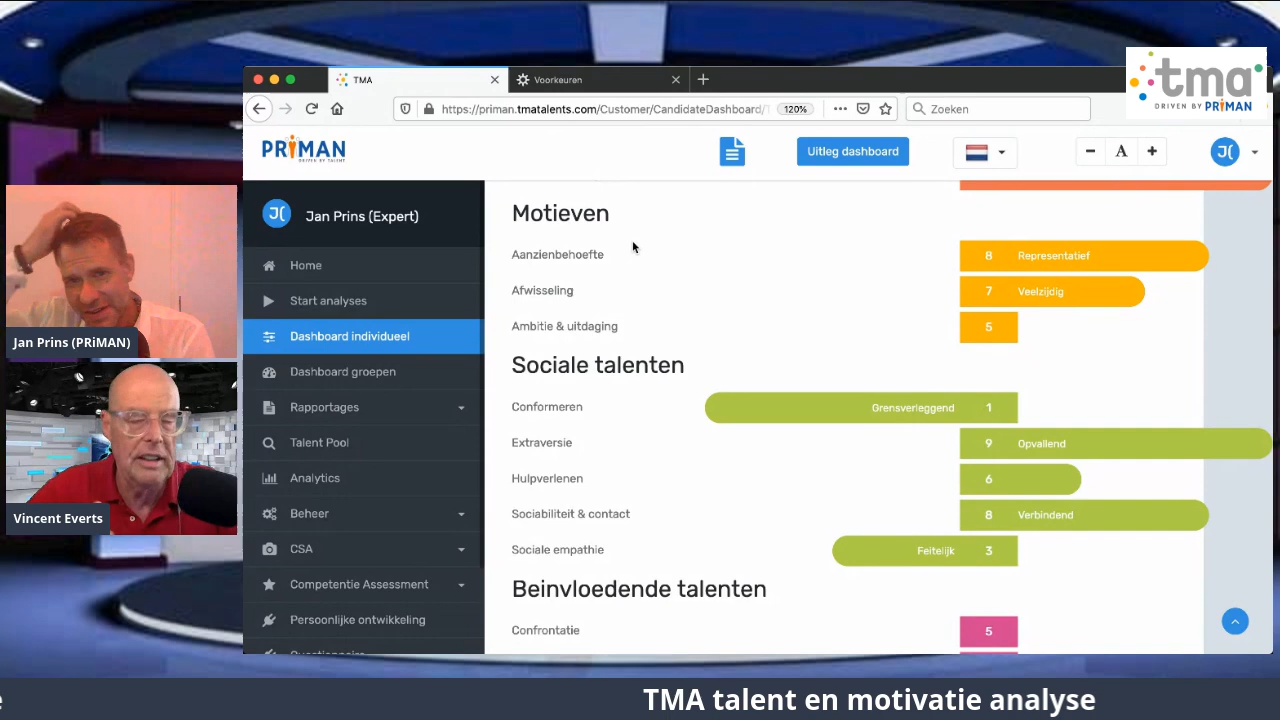 TMA
Voorkeuren
tma
DRIVEN BY PRiMAN
https://priman.tmatalents.com/Customer/CandidateDashboard/
120%
Zoeken
PRiMAN
DRIVEN BY TALENT
Uitleg dashboard
A
J(
J(
Jan Prins (Expert)
Home
Start analyses
Dashboard individueel
Dashboard groepen
Rapportages
Talent Pool
Analytics
Beheer
CSA
Competentie Assessment
Persoonlijke ontwikkeling
Motieven
Aanzienbehoefte
8 Representatief
Afwisseling
7 Veelzijdig
Ambitie & uitdaging
5
Sociale talenten
Conformeren
Grensverleggend 1
Extraversie
9 Opvallend
Hulpverlenen
6
Sociabiliteit & contact
8 Verbindend
Sociale empathie
Feitelijk 3
Beinvloedende talenten
Confrontatie
5
Jan Prins (PRiMAN)
Vincent Everts
e
TMA talent en motivatie analyse